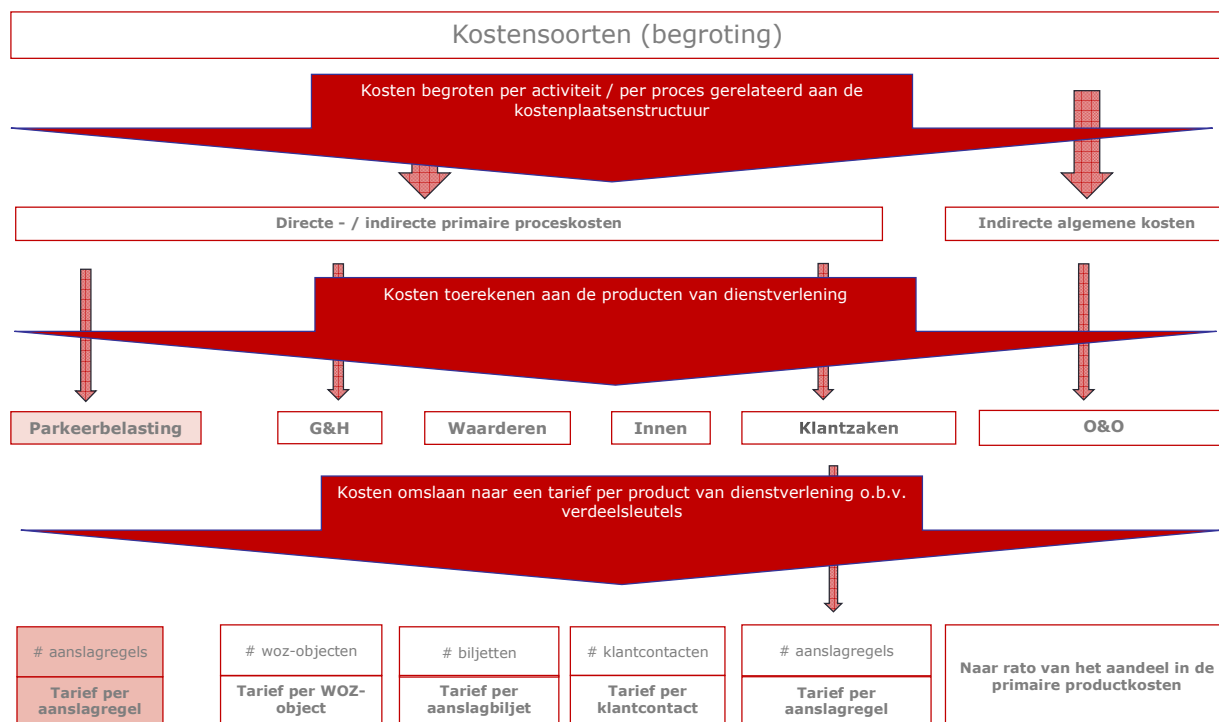 Kostensoorten (begroting)
Kosten begroten per activiteit / per proces gerelateerd aan de
kostenplaatsenstructuur
Directe - / indirecte primaire proceskosten
Indirecte algemene kosten
Kosten toerekenen aan de producten van dienstverlening
Parkeerbelasting
G&H
Waarderen
Innen
Klantzaken
O&O
Kosten omslaan naar een tarief per product van dienstverlening o.b.v.
verdeelsleutels
# aanslagregels
Tarief per
aanslagregel
# woz-objecten
Tarief per WOZ-
object
# biljetten
Tarief per
aanslagbiljet
# klantcontacten
Tarief per
klantcontact
# aanslagregels
Tarief per
aanslagregel
Naar rato van het aandeel in de
primaire productkosten